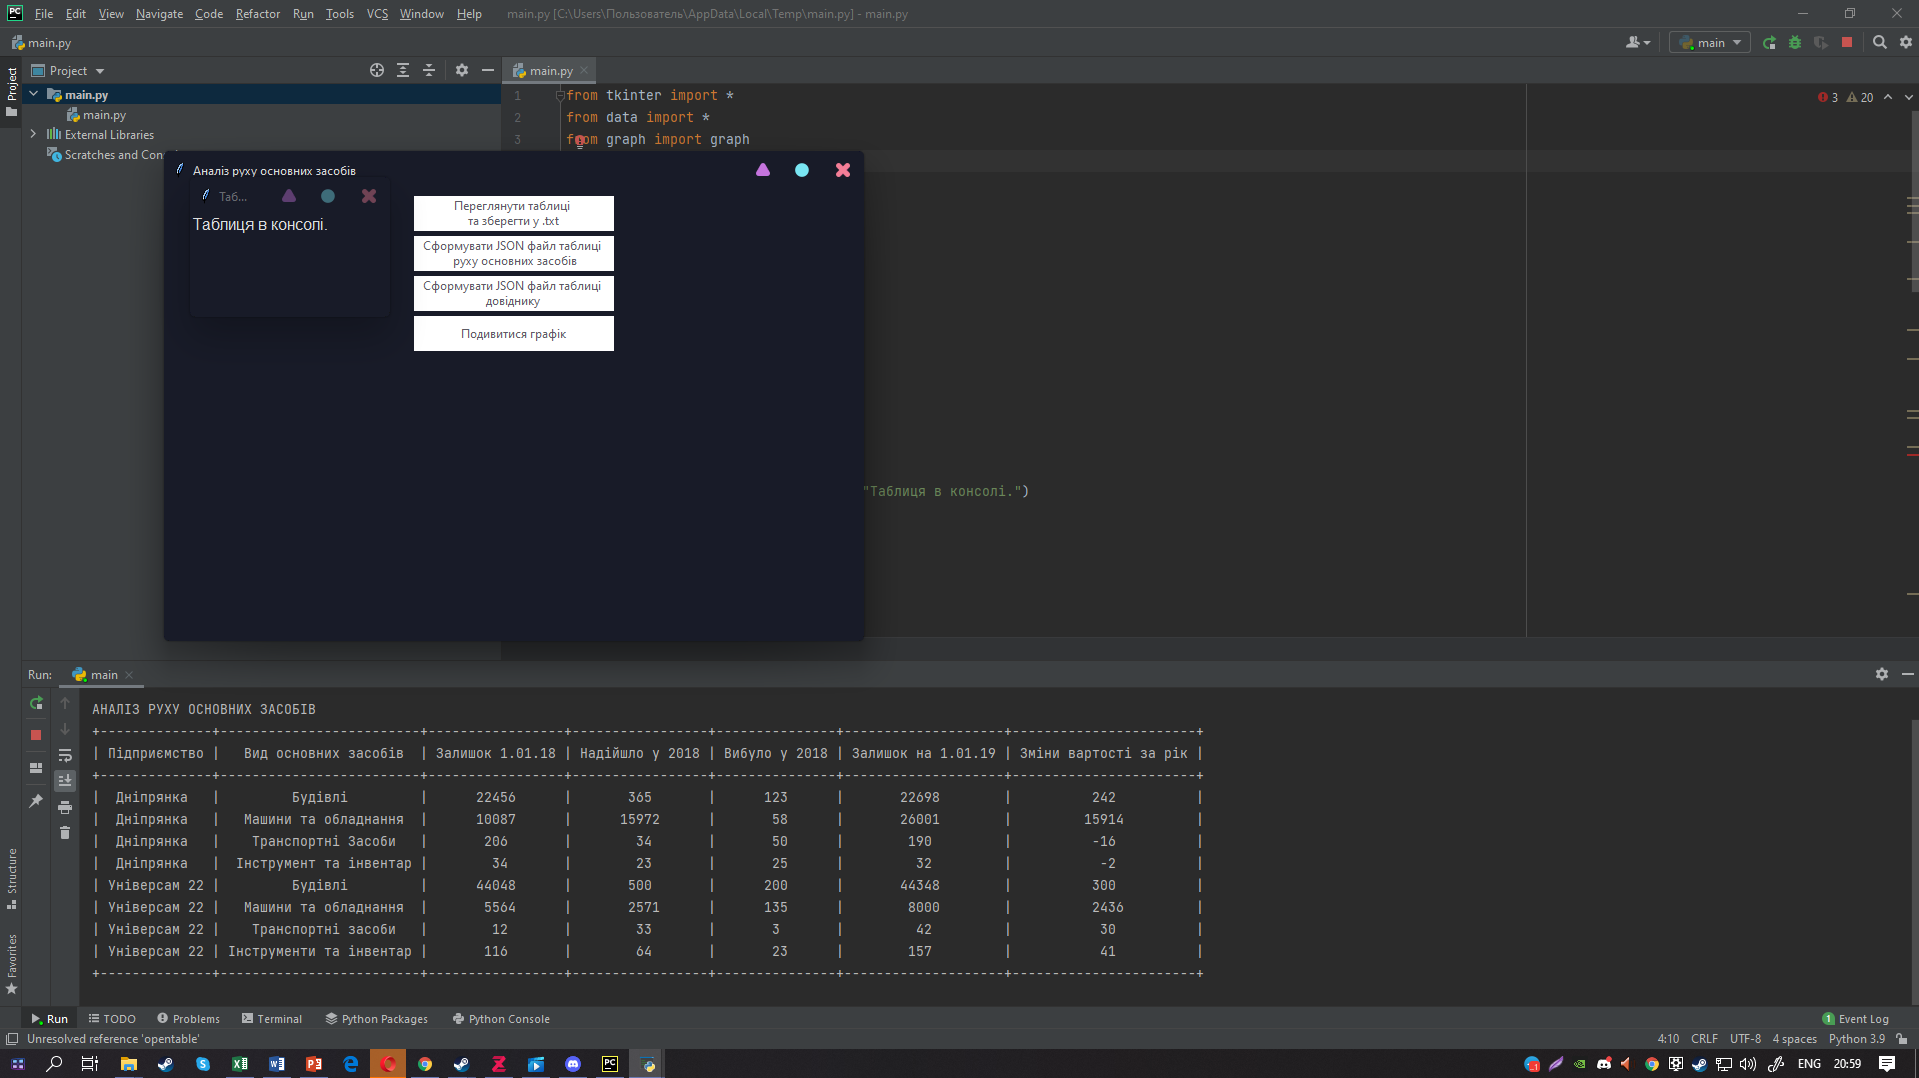 PC File Edit View Navigate Code Refactor Run Tools VCS Window Help main.py [C:\Users\Пользователь\AppData\Local\Temp\main.py] - main.py
main.py
main
Project
Project
main.py
main.py
External Libraries
Scratches and Con
main.py
1 from tkinter import *
2 from data import *
3 from graph import graph
3 20
Аналіз руху основних засобів
Таб...
Таблиця в консолі.
Переглянути таблиці
та зберегти у .txt
Сформувати JSON файл таблиці
руху основних засобів
Сформувати JSON файл таблиці
довіднику
Подивитися графік
"Таблиця в консолі.")
Run: main
АНАЛІЗ РУХУ ОСНОВНИХ ЗАСОБІВ
| Підприємство | Вид основних засобів | Залишок 1.01.18 | Надійшло у 2018 | Вибуло у 2018 | Залишок на 1.01.19 | Зміни вартості за рік |
| Дніпрянка | Будівлі | 22456 | 365 | 123 | 22698 | 242 |
| Дніпрянка | Машини та обладнання | 10087 | 15972 | 58 | 26001 | 15914 |
| Дніпрянка | Транспортні Засоби | 206 | 34 | 50 | 190 | -16 |
| Дніпрянка | Інструмент та інвентар | 34 | 23 | 25 | 32 | -2 |
| Універсам 22 | Будівлі | 44048 | 500 | 200 | 44348 | 300 |
| Універсам 22 | Машини та обладнання | 5564 | 2571 | 135 | 8000 | 2436 |
| Універсам 22 | Транспортні засоби | 12 | 33 | 3 | 42 | 30 |
| Універсам 22 | Інструменти та інвентар | 116 | 64 | 23 | 157 | 41 |
Structure
Favorites
Run TODO Problems Terminal Python Packages Python Console
1 Event Log
Unresolved reference 'opentable'
4:10 CRLF UTF-8 4 spaces Python 3.9
ENG 20:59